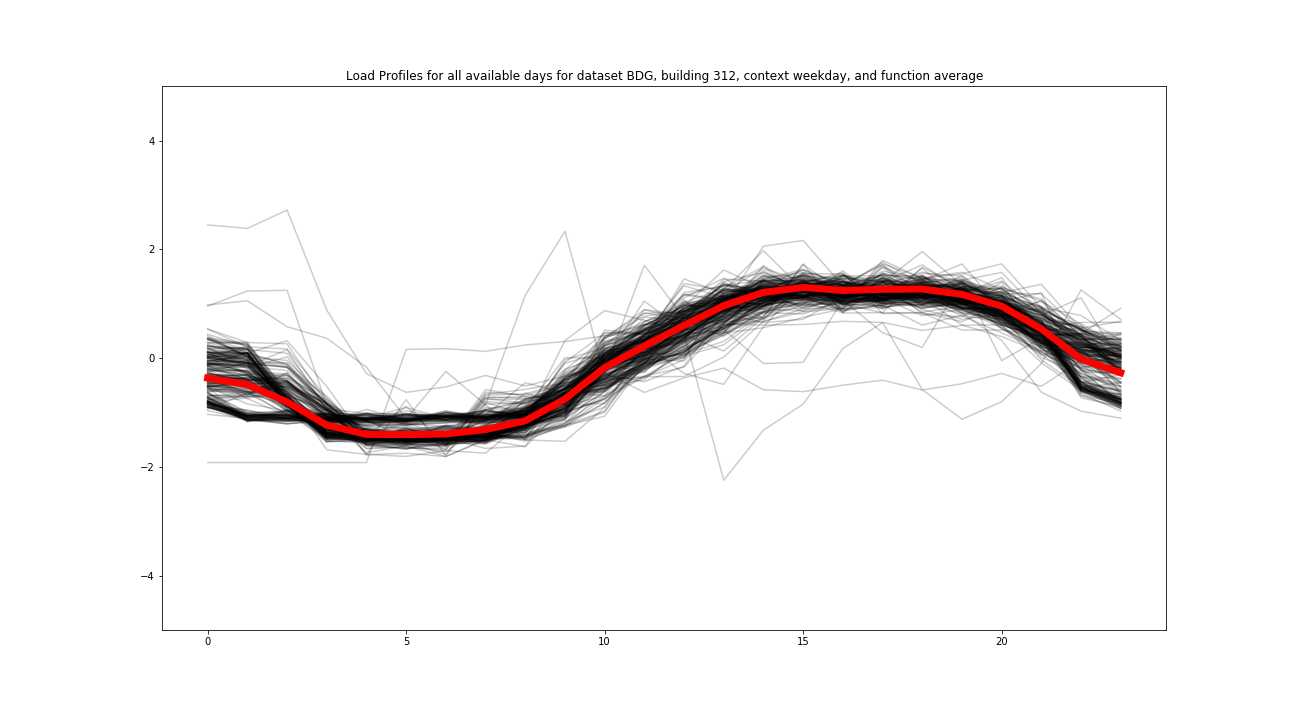 Load Profiles for all available days for dataset BDG, building 312, context weekday, and function average
4
2
0
−2
−4
0 5 10 15 20